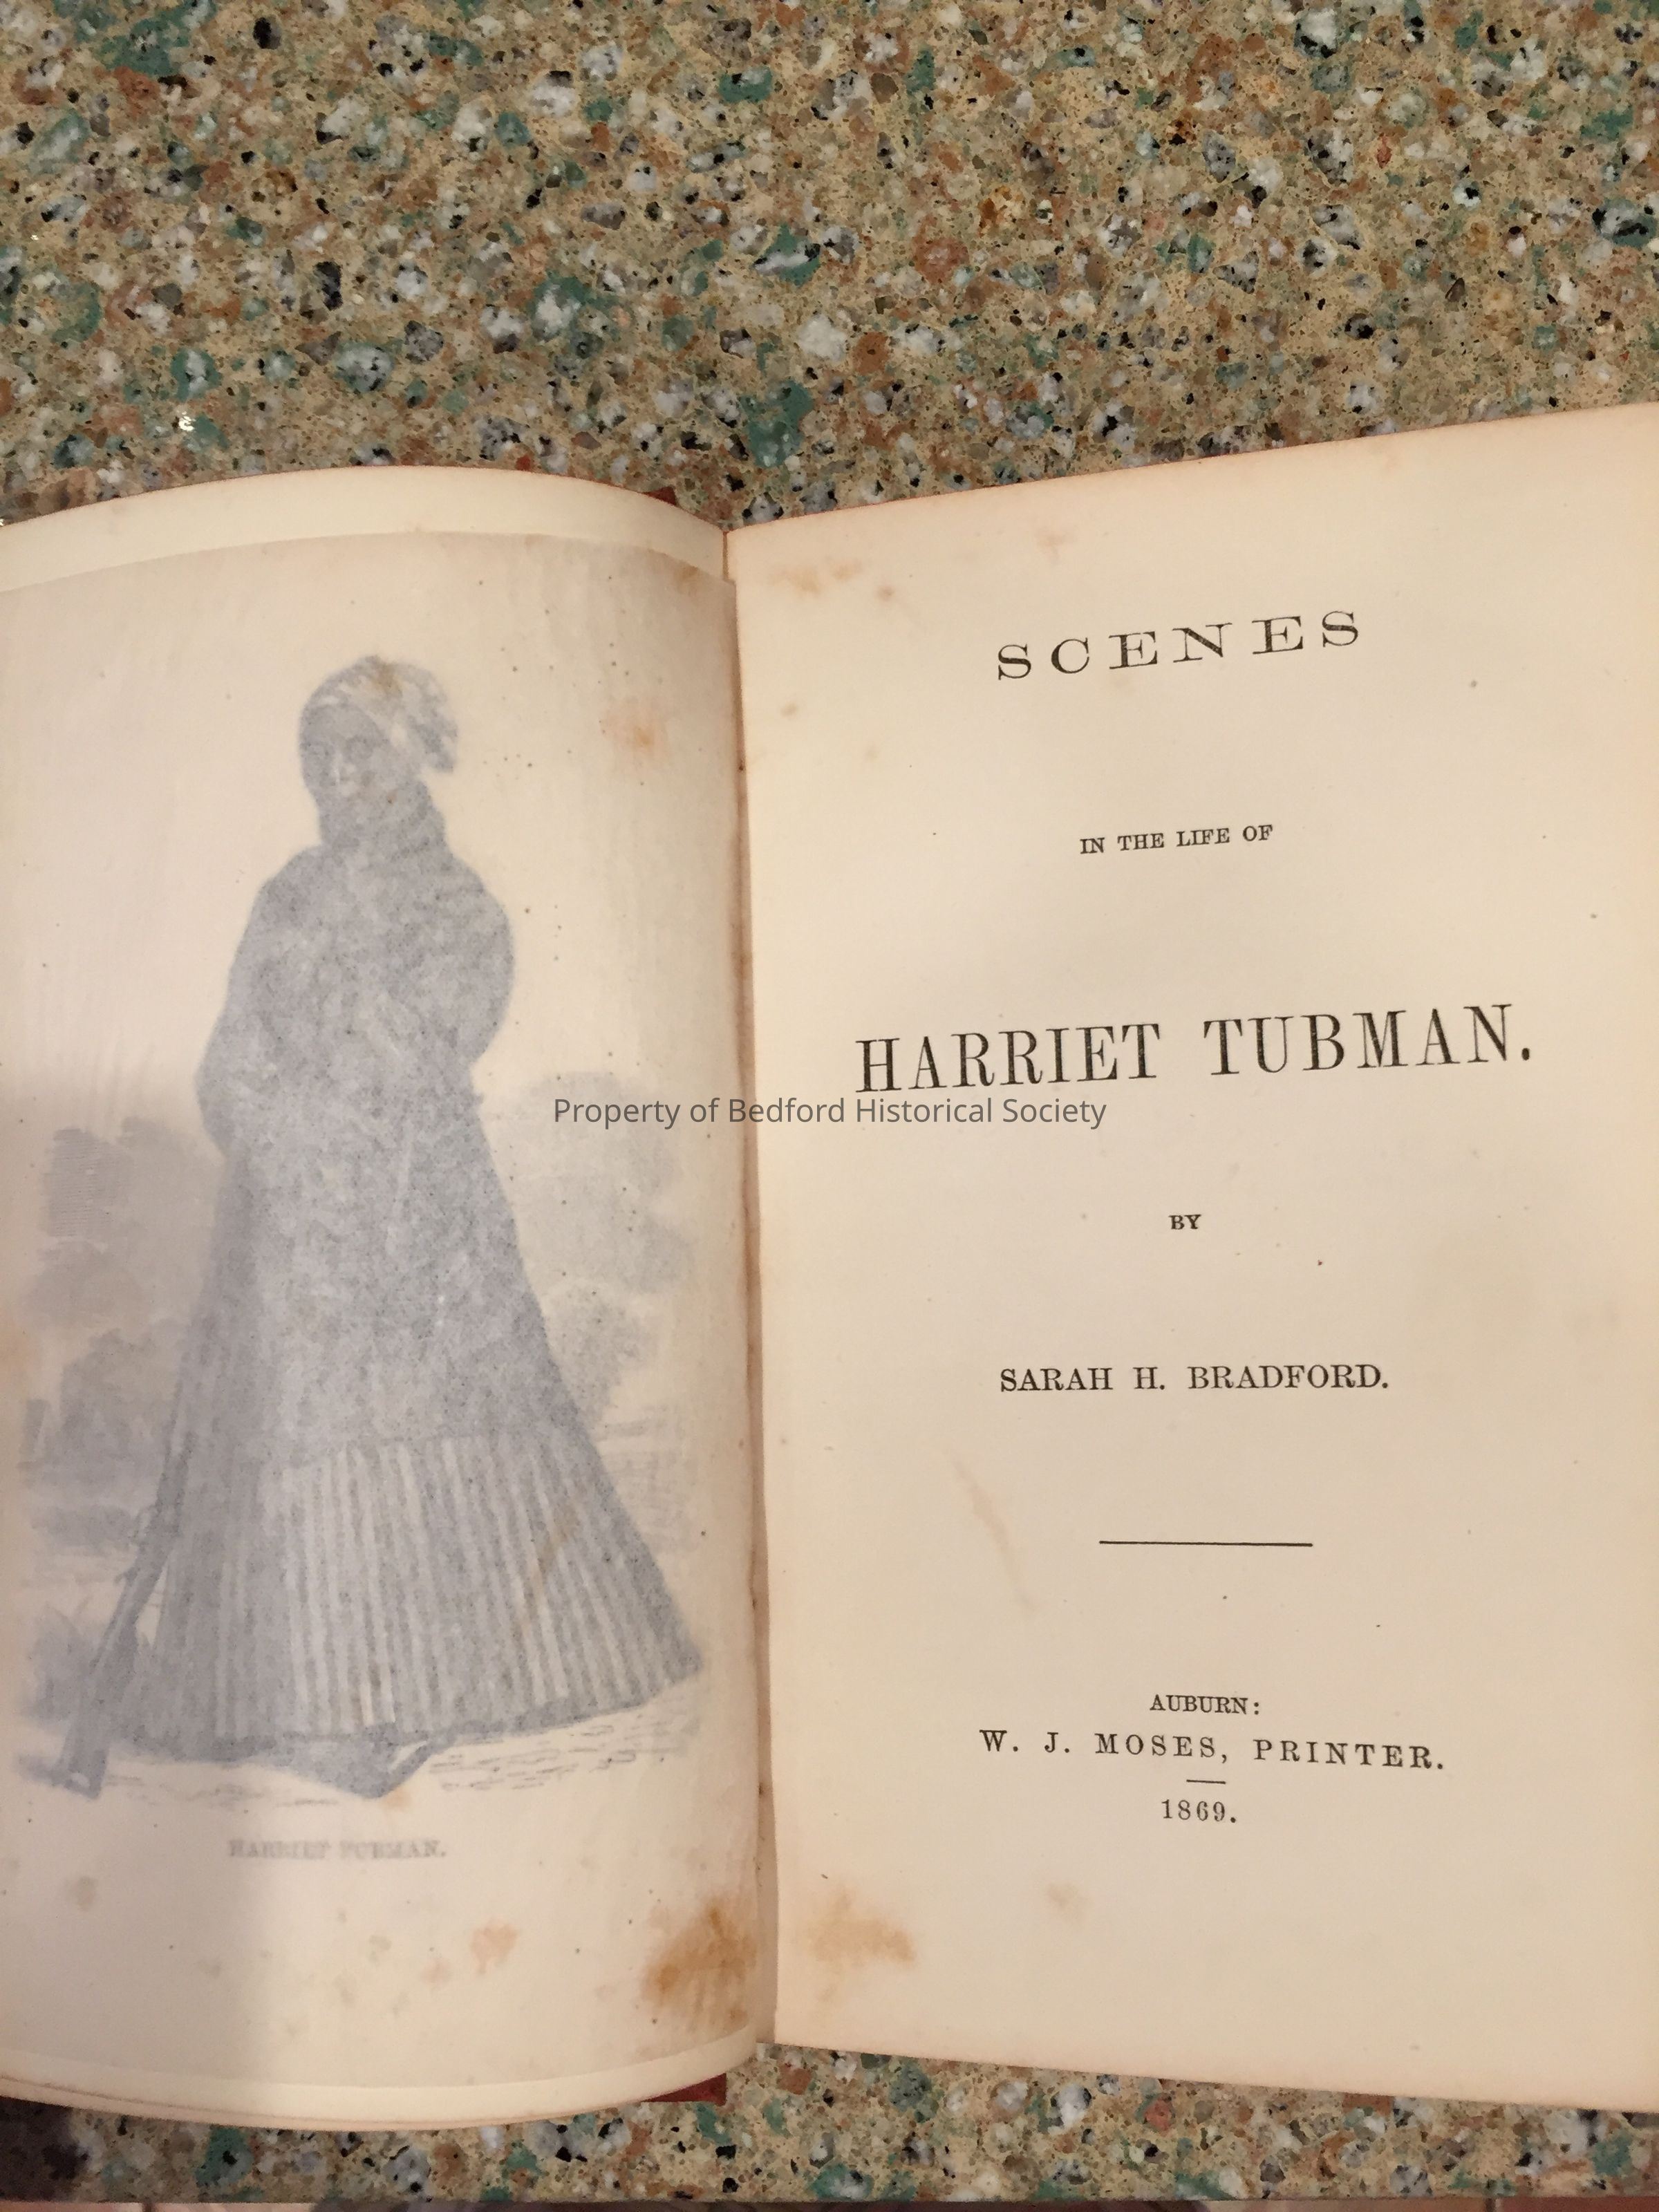 SCENES
IN THE LIFE OF
HARRIET TUBMAN.
Property of Bedford Historical Society
BY
SARAH H. BRADFORD.
AUBURN:
W. J. MOSES, PRINTER.
1869.
HARRIET TUBMAN.